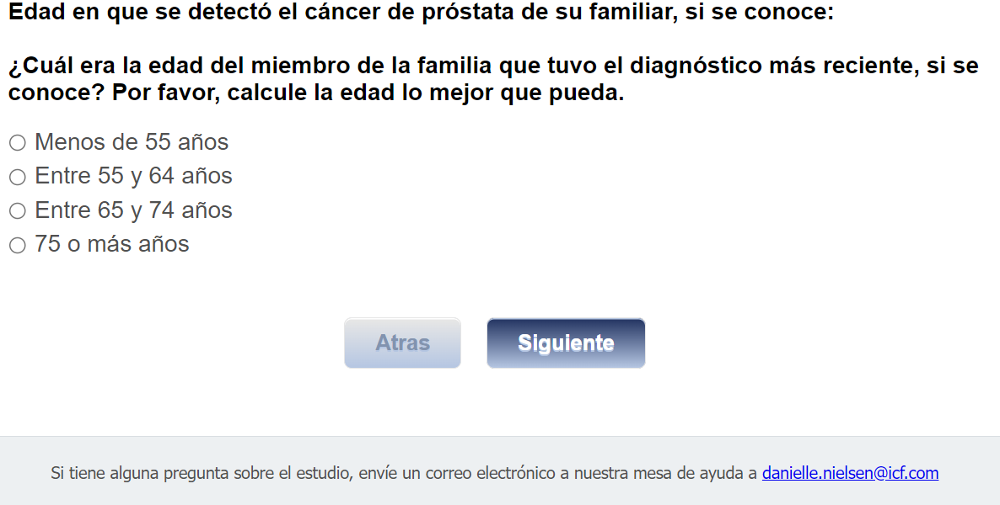 Edad en que se detectó el cáncer de próstata de su familiar, si se conoce:
¿Cuál era la edad del miembro de la familia que tuvo el diagnóstico más reciente, si se
conoce? Por favor, calcule la edad lo mejor que pueda.
Menos de 55 años
Entre 55 y 64 años
Entre 65 y 74 años
75 o más años
Atras
Siguiente
Si tiene alguna pregunta sobre el estudio, envíe un correo electrónico a nuestra mesa de ayuda a danielle.nielsen@icf.com